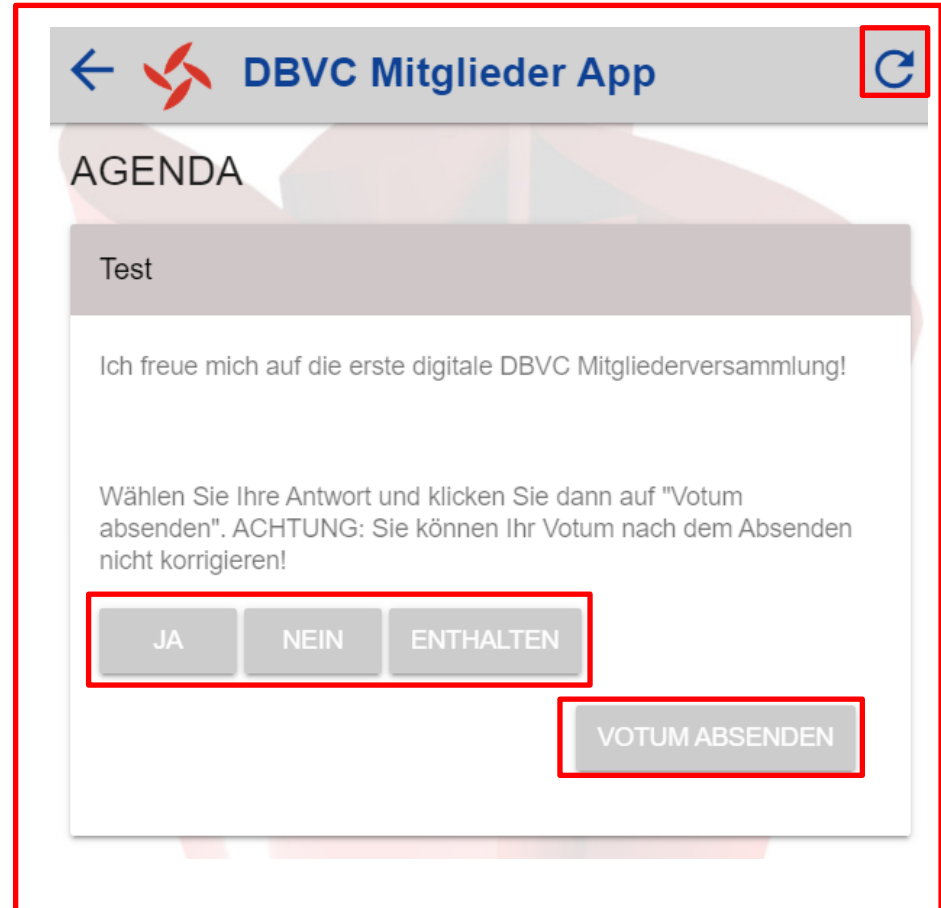 DBVC Mitglieder App
AGENDA
Test
Ich freue mich auf die erste digitale DBVC Mitgliederversammlung!
Wählen Sie Ihre Antwort und klicken Sie dann auf "Votum
absenden". ACHTUNG: Sie können Ihr Votum nach dem Absenden
nicht korrigieren!
JA NEIN ENTHALTEN
VOTUM ABSENDEN